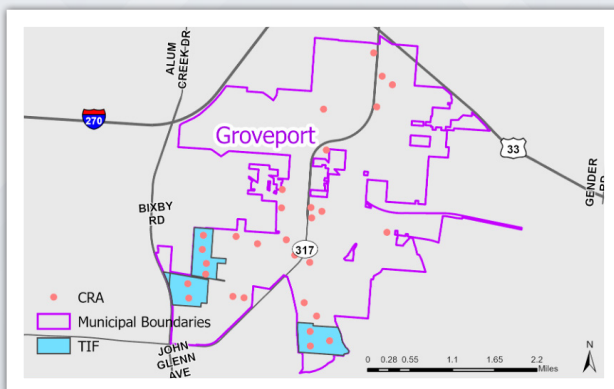 ALUM
CREEK DR
270
Groveport
33
GENDER
BIXBY
RD
317
CRA
Municipal Boundaries
TIF
JOHN
GLENN
AVE
N
0 0.28 0.55 1.1 1.65 2.2
Miles